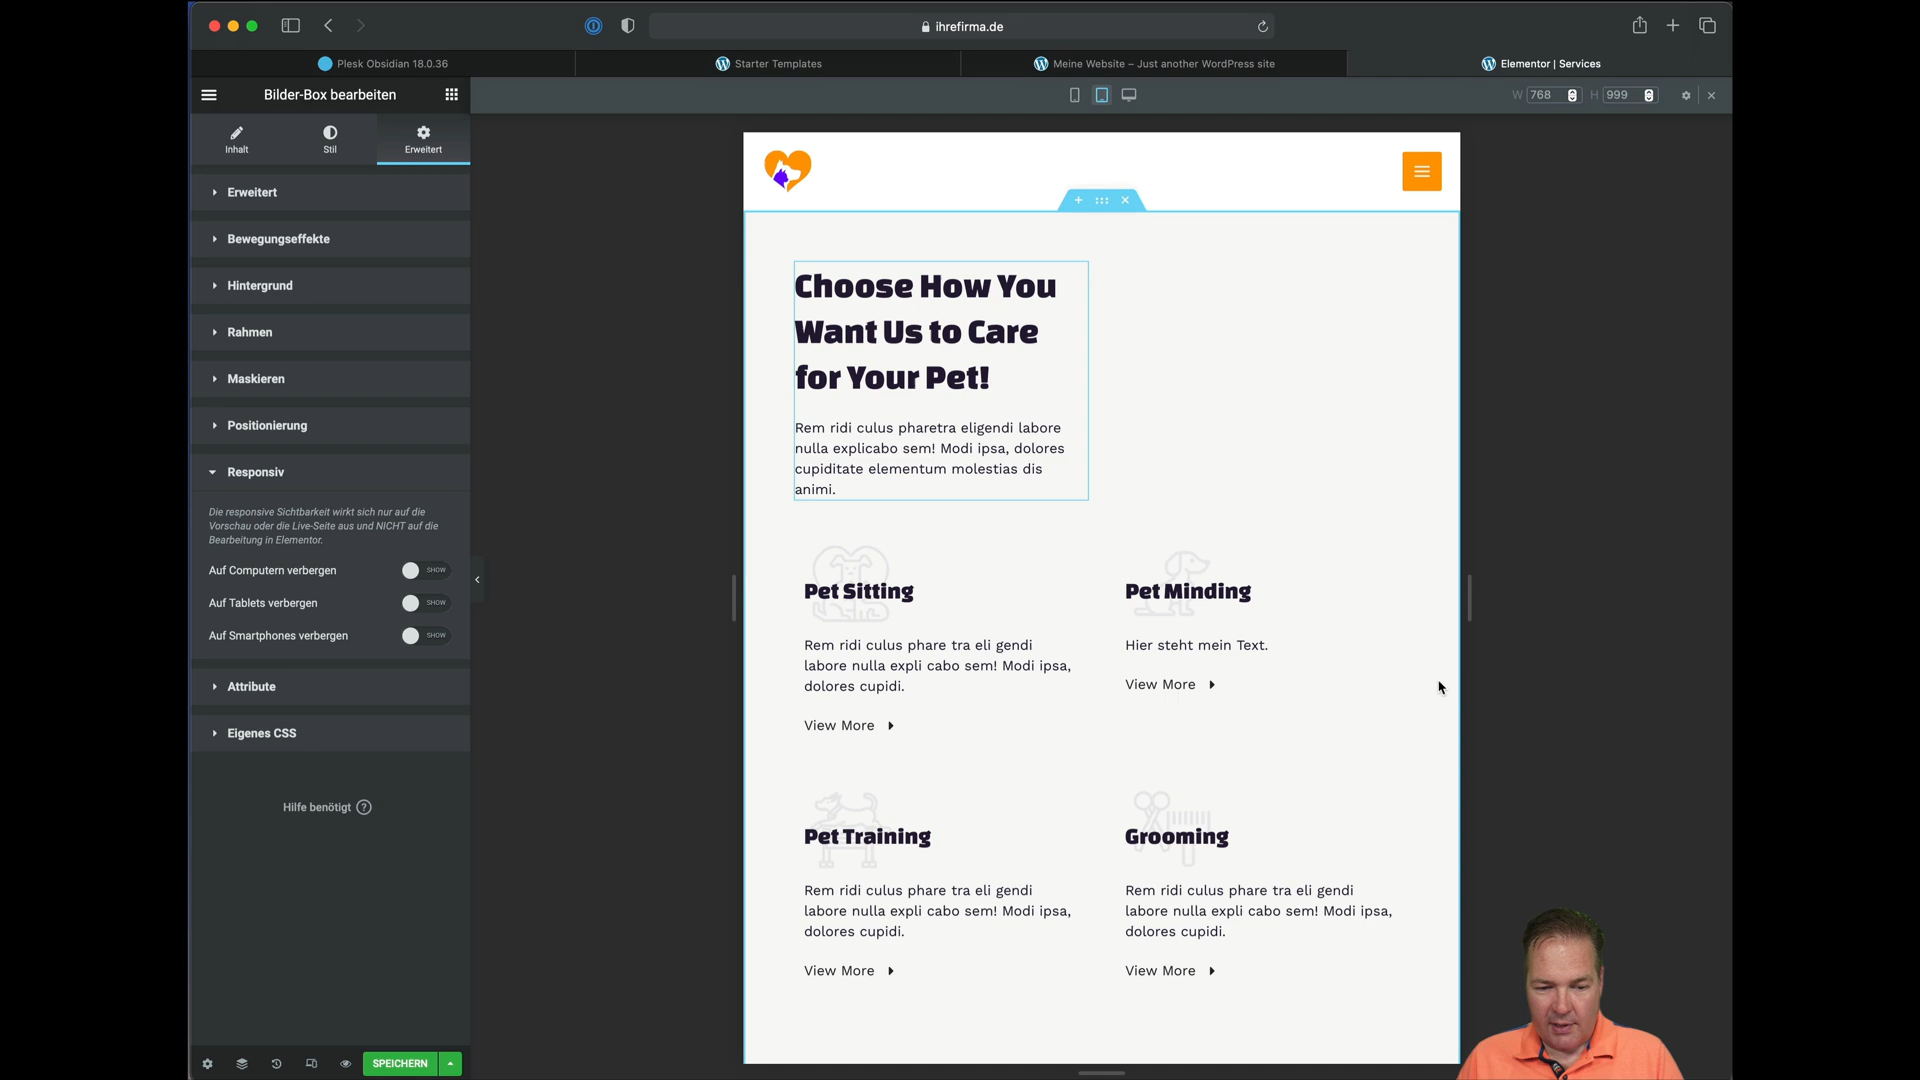 ihrefirma.de
Plesk Obsidian 18.0.36
Starter Templates
Meine Website – Just another WordPress site
Elementor | Services
Bilder-Box bearbeiten
W 768
H 999
Inhalt
Stil
Erweitert
Erweitert
Bewegungseffekte
Hintergrund
Rahmen
Maskieren
Positionierung
Responsiv
Die responsive Sichtbarkeit wirkt sich nur auf die
Vorschau oder die Live-Seite aus und NICHT auf die
Bearbeitung in Elementor.
Auf Computern verbergen SHOW
Auf Tablets verbergen SHOW
Auf Smartphones verbergen SHOW
Attribute
Eigenes CSS
Hilfe benötigt ?
SPEICHERN
Choose How You
Want Us to Care
for Your Pet!
Rem ridi culus pharetra eligendi labore
nulla explicabo sem! Modi ipsa, dolores
cupiditate elementum molestias dis
animi.
Pet Sitting
Rem ridi culus phare tra eli gendi
labore nulla expli cabo sem! Modi ipsa,
dolores cupidi.
View More
Pet Minding
Hier steht mein Text.
View More
Pet Training
Rem ridi culus phare tra eli gendi
labore nulla expli cabo sem! Modi ipsa,
dolores cupidi.
View More
Grooming
Rem ridi culus phare tra eli gendi
labore nulla expli cabo sem! Modi ipsa,
dolores cupidi.
View More